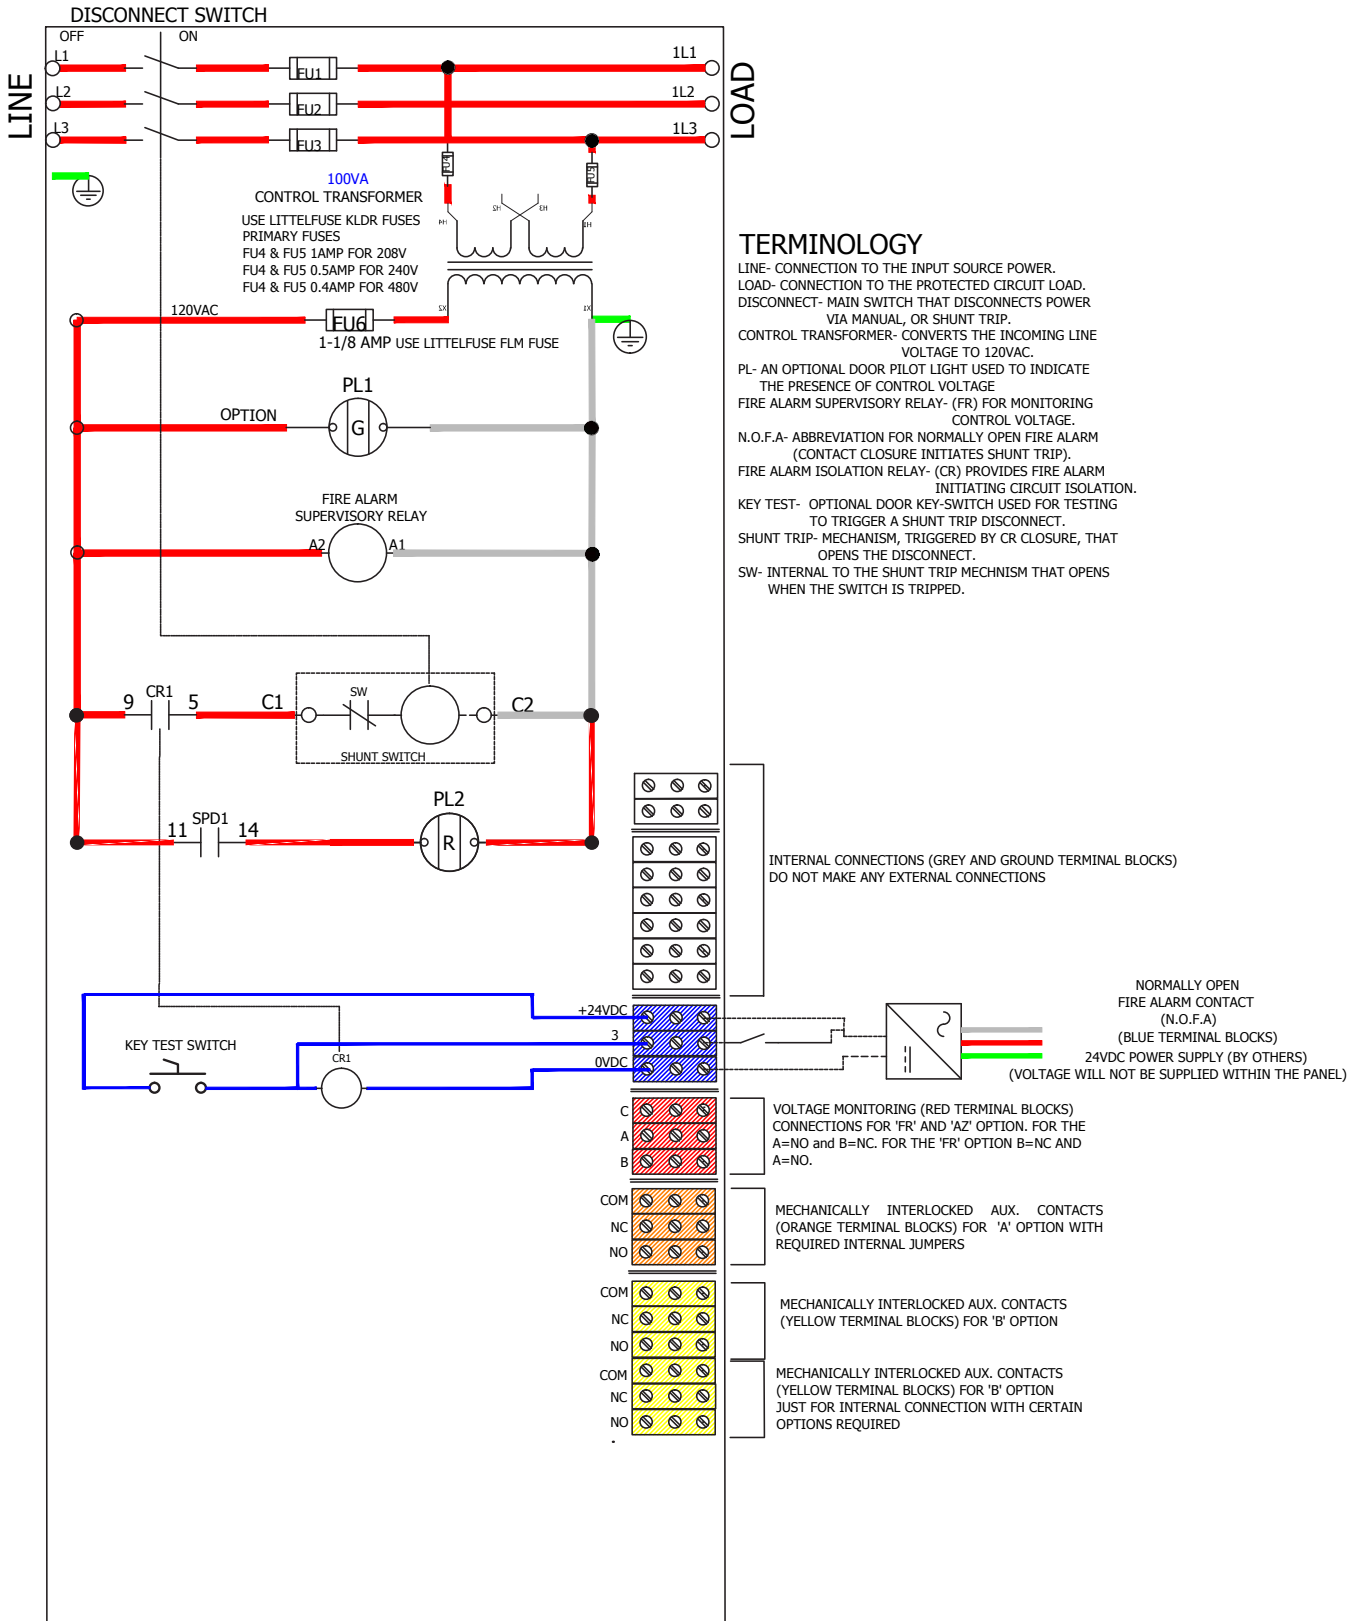 DISCONNECT SWITCH
OFF
ON
LINE
L1
L2
L3
FU1
FU2
FU3
1L1
1L2
1L3
LOAD
FU4
FU5
100VA
CONTROL TRANSFORMER
USE LITTELFUSE KLDR FUSES
PRIMARY FUSES
FU4 & FU5 1AMP FOR 208V
FU4 & FU5 0.5AMP FOR 240V
FU4 & FU5 0.4AMP FOR 480V
H4
H2
H3
H1
X2
X1
120VAC
FU6
1-1/8 AMP USE LITTELFUSE FLM FUSE
PL1
OPTION
G
FIRE ALARM
SUPERVISORY RELAY
A2
A1
9
CR1
5
C1
SW
C2
SHUNT SWITCH
11
SPD1
14
PL2
R
TERMINOLOGY
LINE- CONNECTION TO THE INPUT SOURCE POWER.
LOAD- CONNECTION TO THE PROTECTED CIRCUIT LOAD.
DISCONNECT- MAIN SWITCH THAT DISCONNECTS POWER
VIA MANUAL, OR SHUNT TRIP.
CONTROL TRANSFORMER- CONVERTS THE INCOMING LINE
VOLTAGE TO 120VAC.
PL- AN OPTIONAL DOOR PILOT LIGHT USED TO INDICATE
THE PRESENCE OF CONTROL VOLTAGE
FIRE ALARM SUPERVISORY RELAY- (FR) FOR MONITORING
CONTROL VOLTAGE.
N.O.F.A- ABBREVIATION FOR NORMALLY OPEN FIRE ALARM
(CONTACT CLOSURE INITIATES SHUNT TRIP).
FIRE ALARM ISOLATION RELAY- (CR) PROVIDES FIRE ALARM
INITIATING CIRCUIT ISOLATION.
KEY TEST- OPTIONAL DOOR KEY-SWITCH USED FOR TESTING
TO TRIGGER A SHUNT TRIP DISCONNECT.
SHUNT TRIP- MECHANISM, TRIGGERED BY CR CLOSURE, THAT
OPENS THE DISCONNECT.
SW- INTERNAL TO THE SHUNT TRIP MECHNISM THAT OPENS
WHEN THE SWITCH IS TRIPPED.
INTERNAL CONNECTIONS (GREY AND GROUND TERMINAL BLOCKS)
DO NOT MAKE ANY EXTERNAL CONNECTIONS
KEY TEST SWITCH
CR1
+24VDC
3
0VDC
NORMALLY OPEN
FIRE ALARM CONTACT
(N.O.F.A)
(BLUE TERMINAL BLOCKS)
24VDC POWER SUPPLY (BY OTHERS)
(VOLTAGE WILL NOT BE SUPPLIED WITHIN THE PANEL)
C
A
B
VOLTAGE MONITORING (RED TERMINAL BLOCKS)
CONNECTIONS FOR 'FR' AND 'AZ' OPTION. FOR THE
A=NO and B=NC. FOR THE 'FR' OPTION B=NC AND
A=NO.
COM
NC
NO
MECHANICALLY INTERLOCKED AUX. CONTACTS
(ORANGE TERMINAL BLOCKS) FOR 'A' OPTION WITH
REQUIRED INTERNAL JUMPERS
COM
NC
NO
MECHANICALLY INTERLOCKED AUX. CONTACTS
(YELLOW TERMINAL BLOCKS) FOR 'B' OPTION
COM
NC
NO
MECHANICALLY INTERLOCKED AUX. CONTACTS
(YELLOW TERMINAL BLOCKS) FOR 'B' OPTION
JUST FOR INTERNAL CONNECTION WITH CERTAIN
OPTIONS REQUIRED